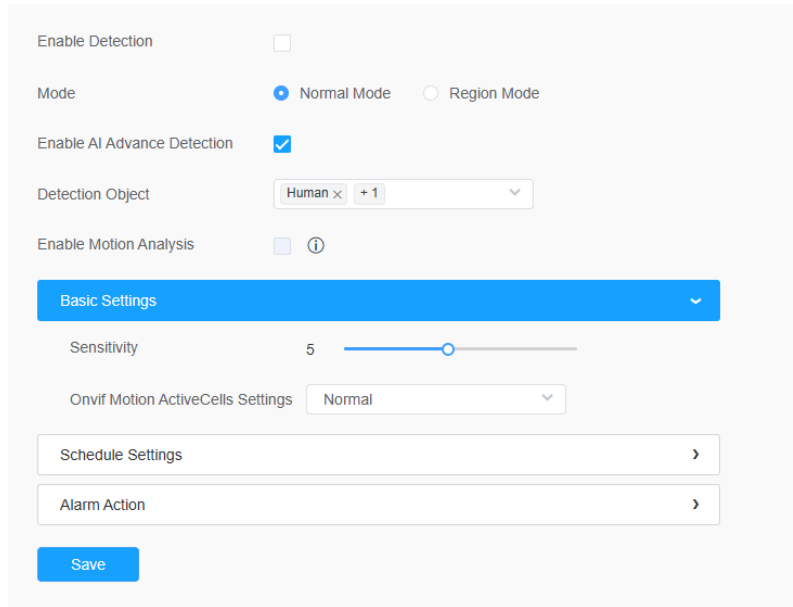 Enable Detection
Mode Normal Mode Region Mode
Enable AI Advance Detection
Detection Object Human × + 1
Enable Motion Analysis
Basic Settings
Sensitivity 5
Onvif Motion ActiveCells Settings Normal
Schedule Settings
Alarm Action
Save